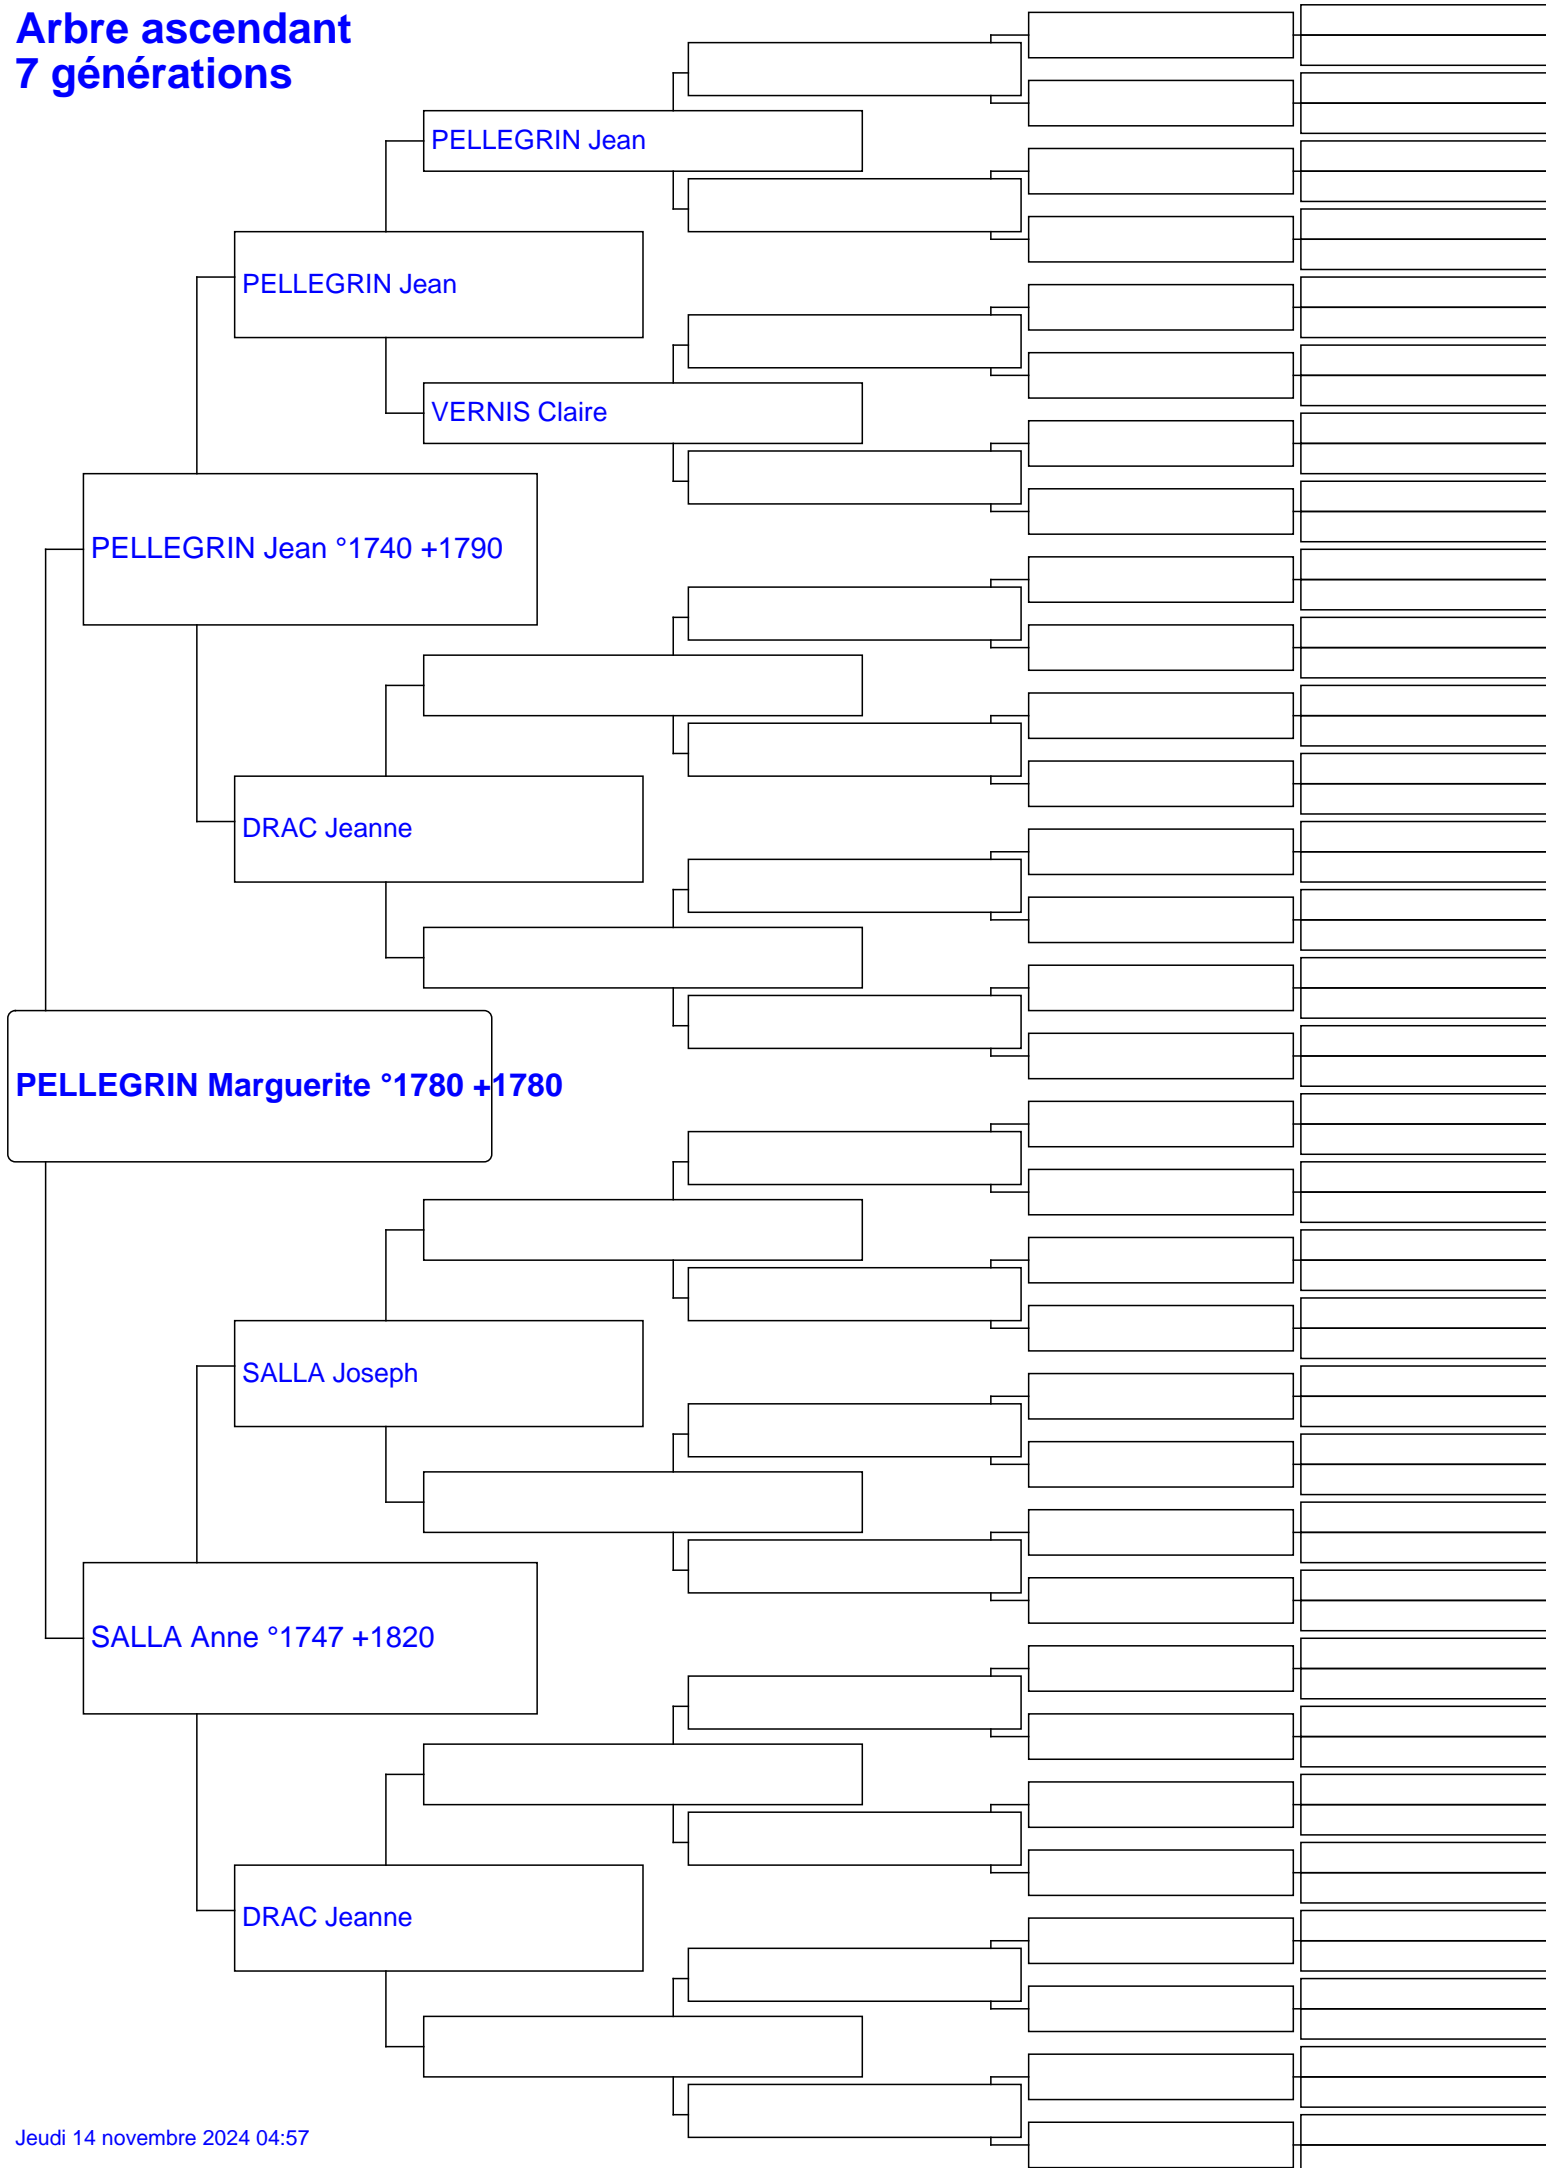 Arbre ascendant
7 générations
PELLEGRIN Jean
PELLEGRIN Jean
VERNIS Claire
PELLEGRIN Jean °1740 +1790
DRAC Jeanne
PELLEGRIN Marguerite °1780 +1780
SALLA Joseph
SALLA Anne °1747 +1820
DRAC Jeanne
Jeudi 14 novembre 2024 04:57